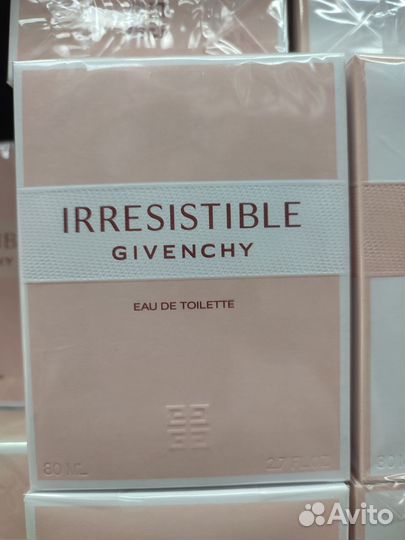 IRRESISTIBLE
GIVENCHY
EAU DE TOILETTE
80 ML 2.7 FL.OZ
Avito